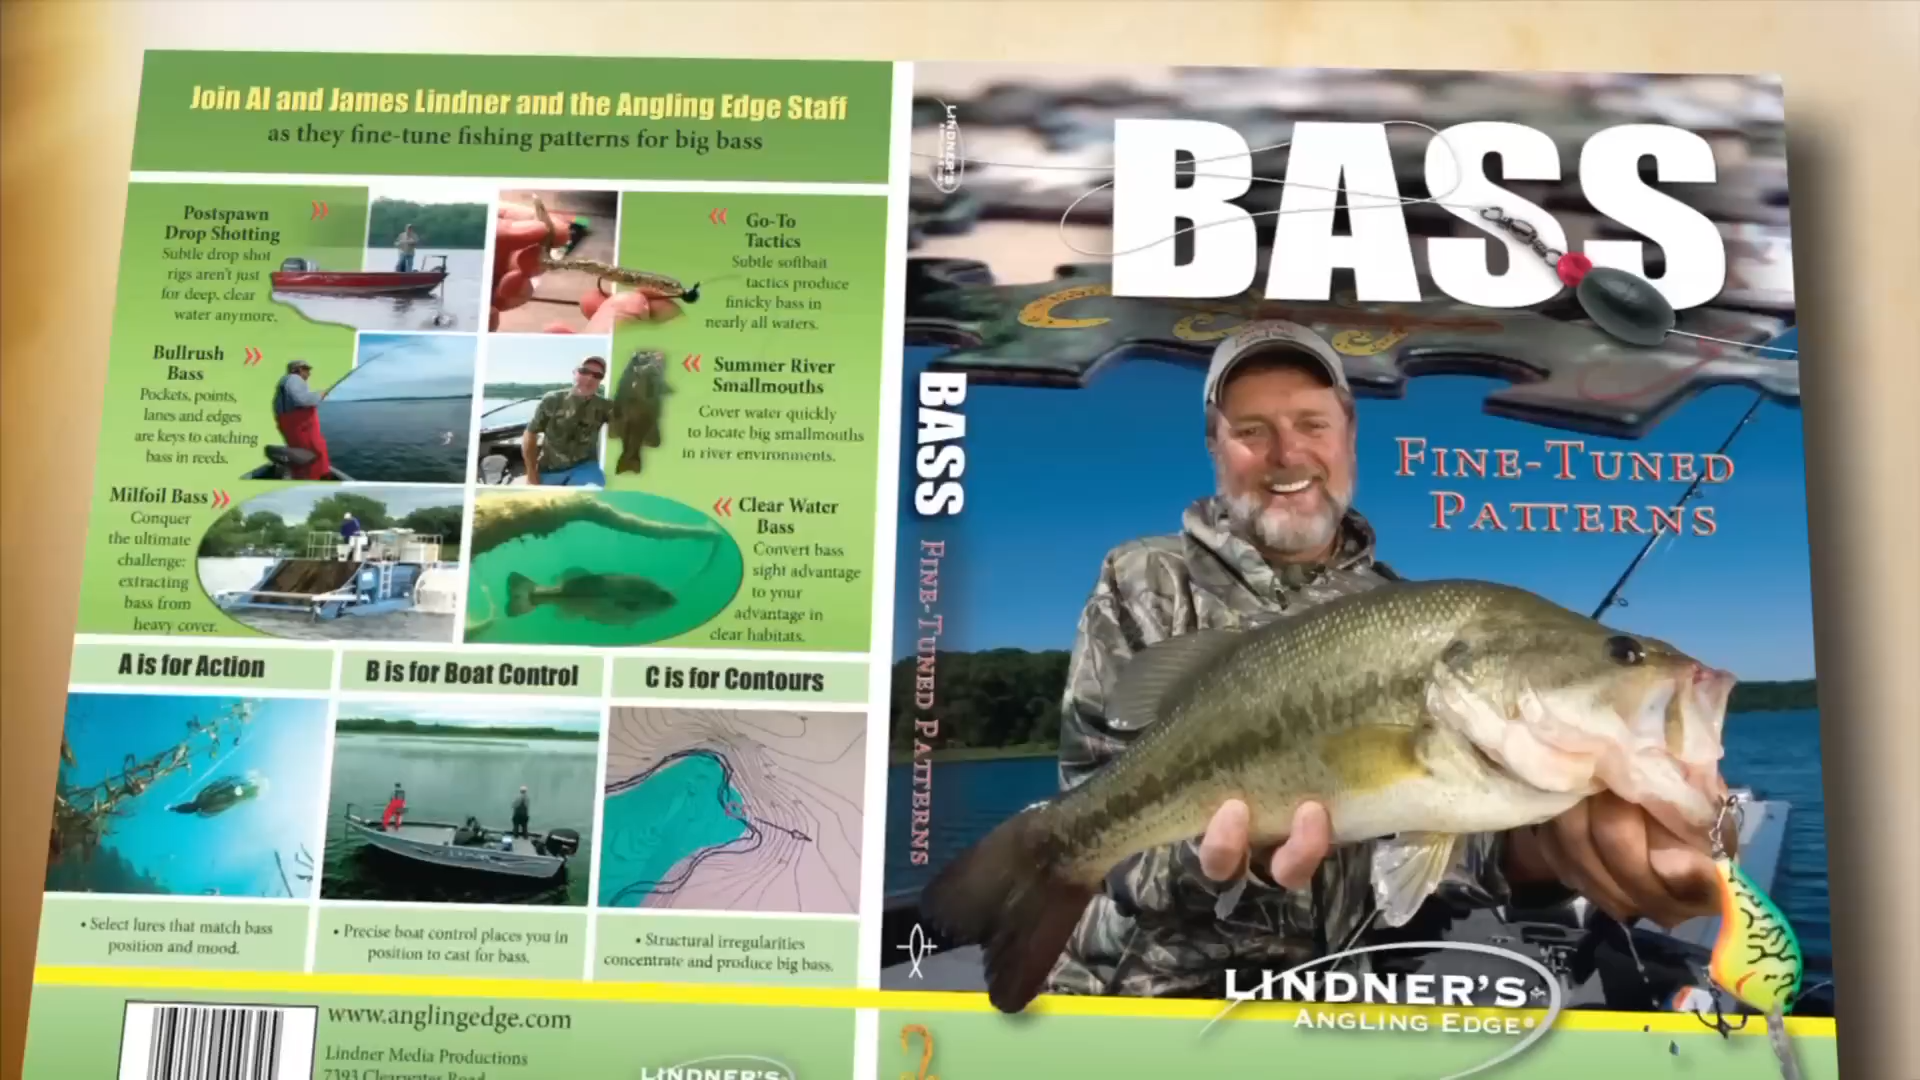 Join Al and James Lindner and the Angling Edge Staff
as they fine-tune fishing patterns for big bass
Postspawn »
Drop Shotting
Subtle drop shot
rigs aren't just
for deep, clear
water anymore.
« Go-To
Tactics
Subtle softbait
tactics produce
finicky bass in
nearly all waters.
Bullrush »
Bass
Pockets, points,
lanes and edges
are keys to catching
bass in reeds.
« Summer River
Smallmouths
Cover water quickly
to locate big smallmouths
in river environments.
Milfoil Bass »
Conquer
the ultimate
challenge:
extracting
bass from
heavy cover.
« Clear Water
Bass
Convert bass
sight advantage
to your
advantage in
clear habitats.
A is for Action
B is for Boat Control
C is for Contours
• Select lures that match bass
position and mood.
• Precise boat control places you in
position to cast for bass.
• Structural irregularities
concentrate and produce big bass.
www.anglingedge.com
Lindner Media Productions
7393 Clearwater Road
LINDNER'S
LINDNER'S
BASS
FINE-TUNED PATTERNS
BASS
FINE-TUNED
PATTERNS
LINDNER'S
ANGLING EDGE®